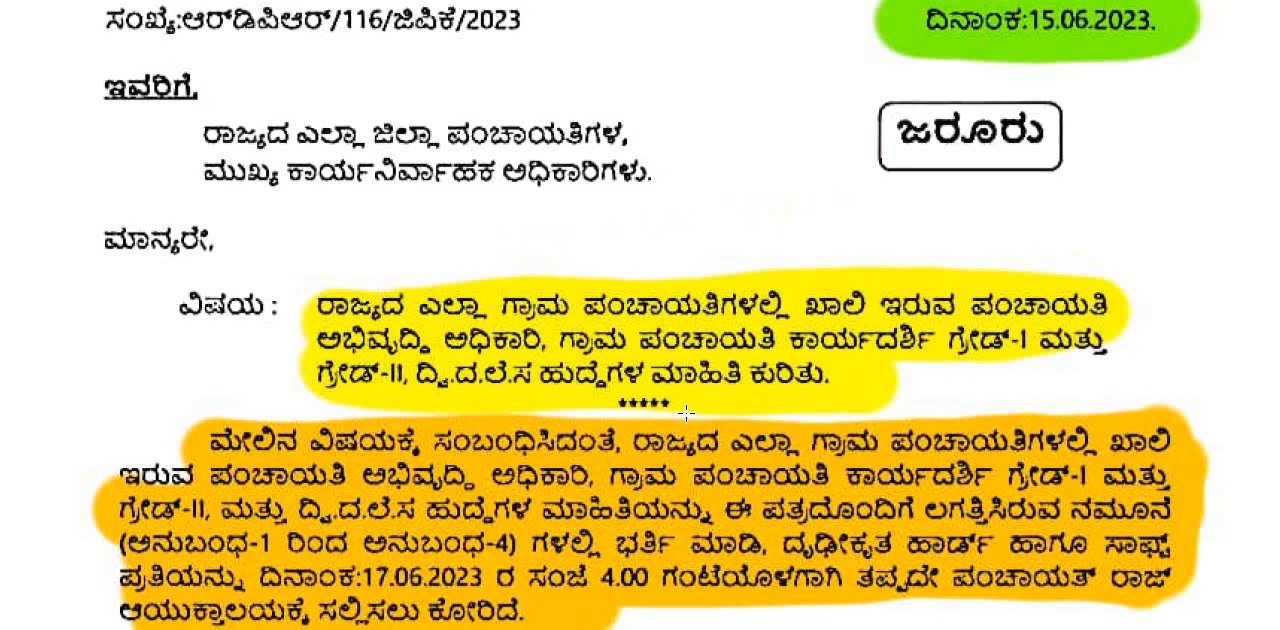 ಸಂಖ್ಯೆ:ಆರ್‌ಡಿಪಿಆರ್/116/ಜಿಪಿಕೆ/2023
ದಿನಾಂಕ:15.06.2023.
ಇವರಿಗೆ,
ಜರೂರು
ರಾಜ್ಯದ ಎಲ್ಲಾ ಜಿಲ್ಲಾ ಪಂಚಾಯತಿಗಳ,
ಮುಖ್ಯ ಕಾರ್ಯನಿರ್ವಾಹಕ ಅಧಿಕಾರಿಗಳು.
ಮಾನ್ಯರೇ,
ವಿಷಯ : ರಾಜ್ಯದ ಎಲ್ಲಾ ಗ್ರಾಮ ಪಂಚಾಯತಿಗಳಲ್ಲಿ ಖಾಲಿ ಇರುವ ಪಂಚಾಯತಿ
ಅಭಿವೃದ್ಧಿ ಅಧಿಕಾರಿ, ಗ್ರಾಮ ಪಂಚಾಯತಿ ಕಾರ್ಯದರ್ಶಿ ಗ್ರೇಡ್-I ಮತ್ತು
ಗ್ರೇಡ್-II, ದ್ವಿ.ದ.ಲೆ.ಸ ಹುದ್ದೆಗಳ ಮಾಹಿತಿ ಕುರಿತು.
*****
ಮೇಲಿನ ವಿಷಯಕ್ಕೆ ಸಂಬಂಧಿಸಿದಂತೆ, ರಾಜ್ಯದ ಎಲ್ಲಾ ಗ್ರಾಮ ಪಂಚಾಯತಿಗಳಲ್ಲಿ ಖಾಲಿ
ಇರುವ ಪಂಚಾಯತಿ ಅಭಿವೃದ್ಧಿ ಅಧಿಕಾರಿ, ಗ್ರಾಮ ಪಂಚಾಯತಿ ಕಾರ್ಯದರ್ಶಿ ಗ್ರೇಡ್-I ಮತ್ತು
ಗ್ರೇಡ್-II, ಮತ್ತು ದ್ವಿ.ದ.ಲೆ.ಸ ಹುದ್ದೆಗಳ ಮಾಹಿತಿಯನ್ನು ಈ ಪತ್ರದೊಂದಿಗೆ ಲಗತ್ತಿಸಿರುವ ನಮೂನೆ
(ಅನುಬಂಧ-1 ರಿಂದ ಅನುಬಂಧ-4) ಗಳಲ್ಲಿ ಭರ್ತಿ ಮಾಡಿ, ದೃಢೀಕೃತ ಹಾರ್ಡ್ ಹಾಗೂ ಸಾಫ್ಟ್
ಪ್ರತಿಯನ್ನು ದಿನಾಂಕ:17.06.2023 ರ ಸಂಜೆ 4.00 ಗಂಟೆಯೊಳಗಾಗಿ ತಪ್ಪದೇ ಪಂಚಾಯತ್ ರಾಜ್
ಆಯುಕ್ತಾಲಯಕ್ಕೆ ಸಲ್ಲಿಸಲು ಕೋರಿದೆ.